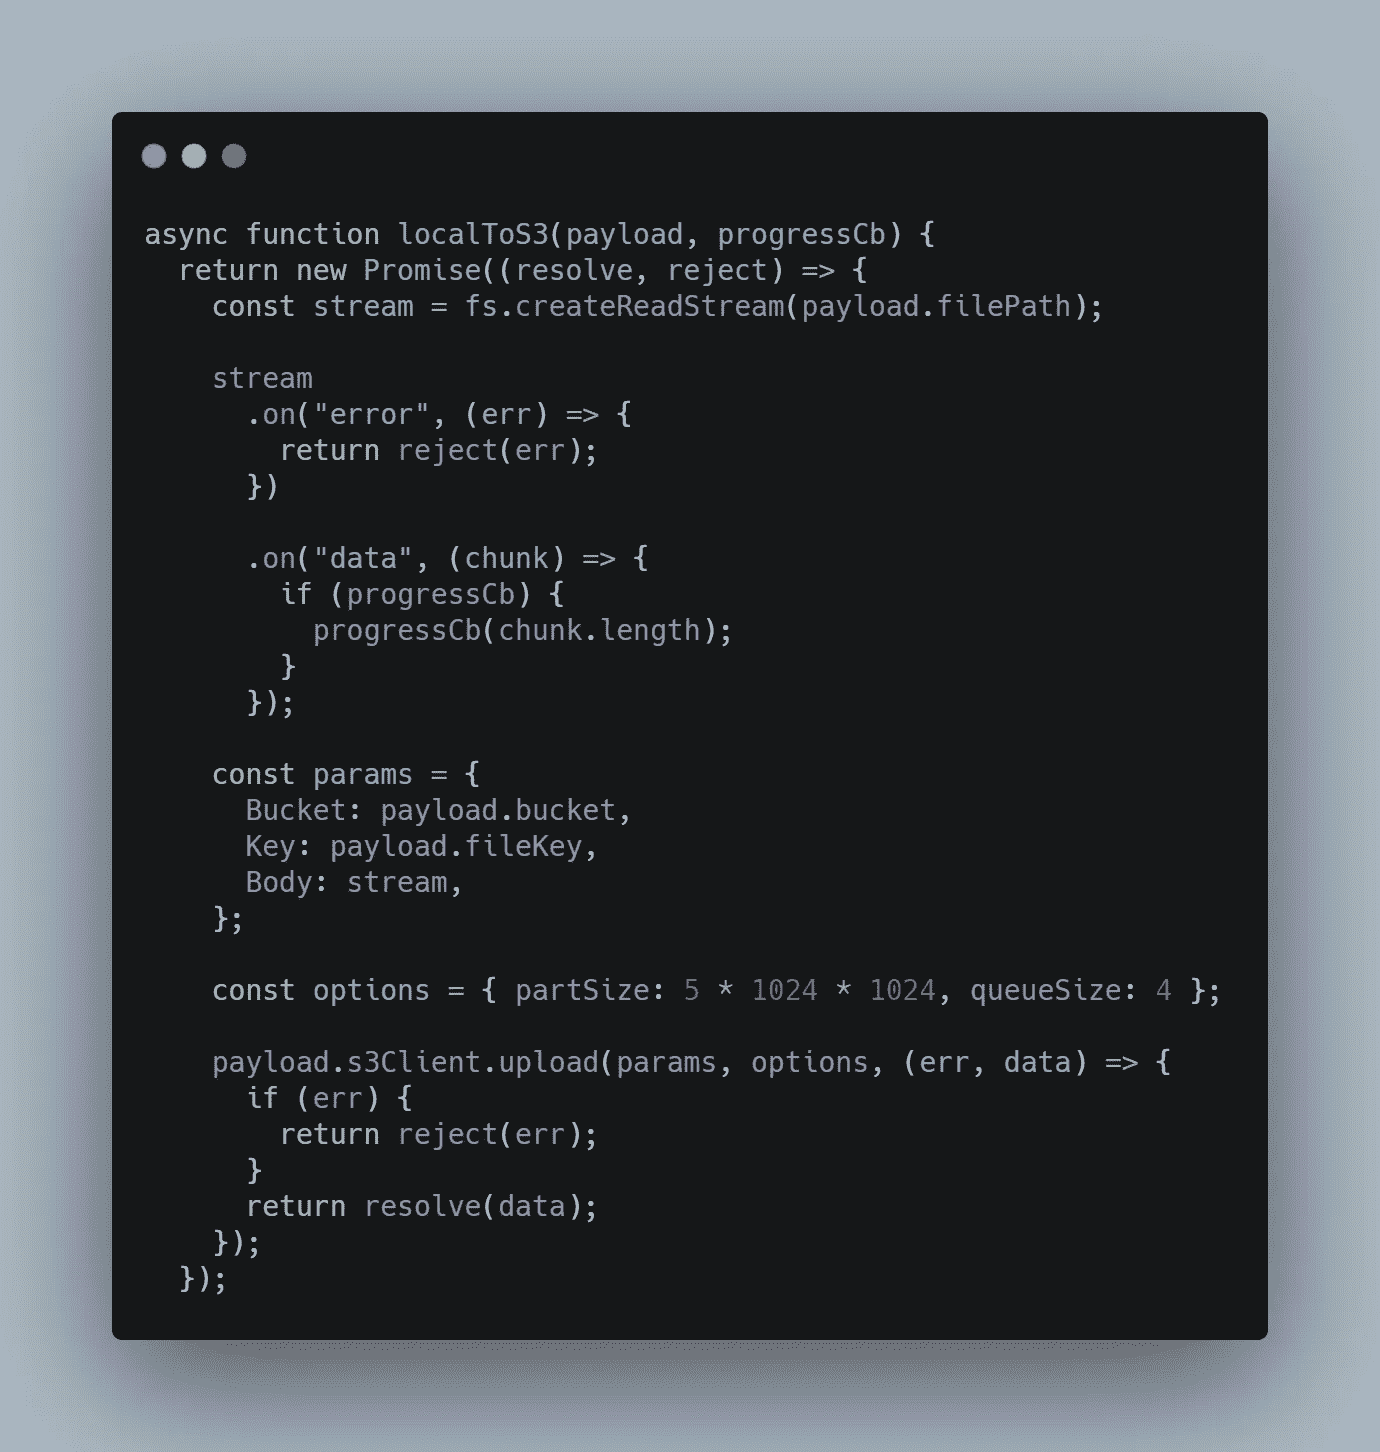 async function localToS3(payload, progressCb) {
  return new Promise((resolve, reject) => {
    const stream = fs.createReadStream(payload.filePath);

    stream
      .on("error", (err) => {
        return reject(err);
      })

      .on("data", (chunk) => {
        if (progressCb) {
          progressCb(chunk.length);
        }
      });

    const params = {
      Bucket: payload.bucket,
      Key: payload.fileKey,
      Body: stream,
    };

    const options = { partSize: 5 * 1024 * 1024, queueSize: 4 };

    payload.s3Client.upload(params, options, (err, data) => {
      if (err) {
        return reject(err);
      }
      return resolve(data);
    });
  });